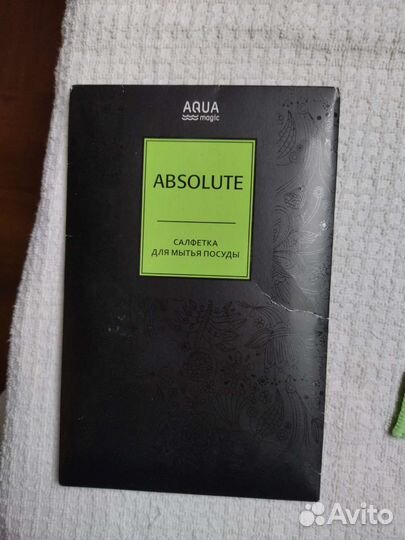 AQUA
magic
ABSOLUTE
САЛФЕТКА
ДЛЯ МЫТЬЯ ПОСУДЫ
Avito